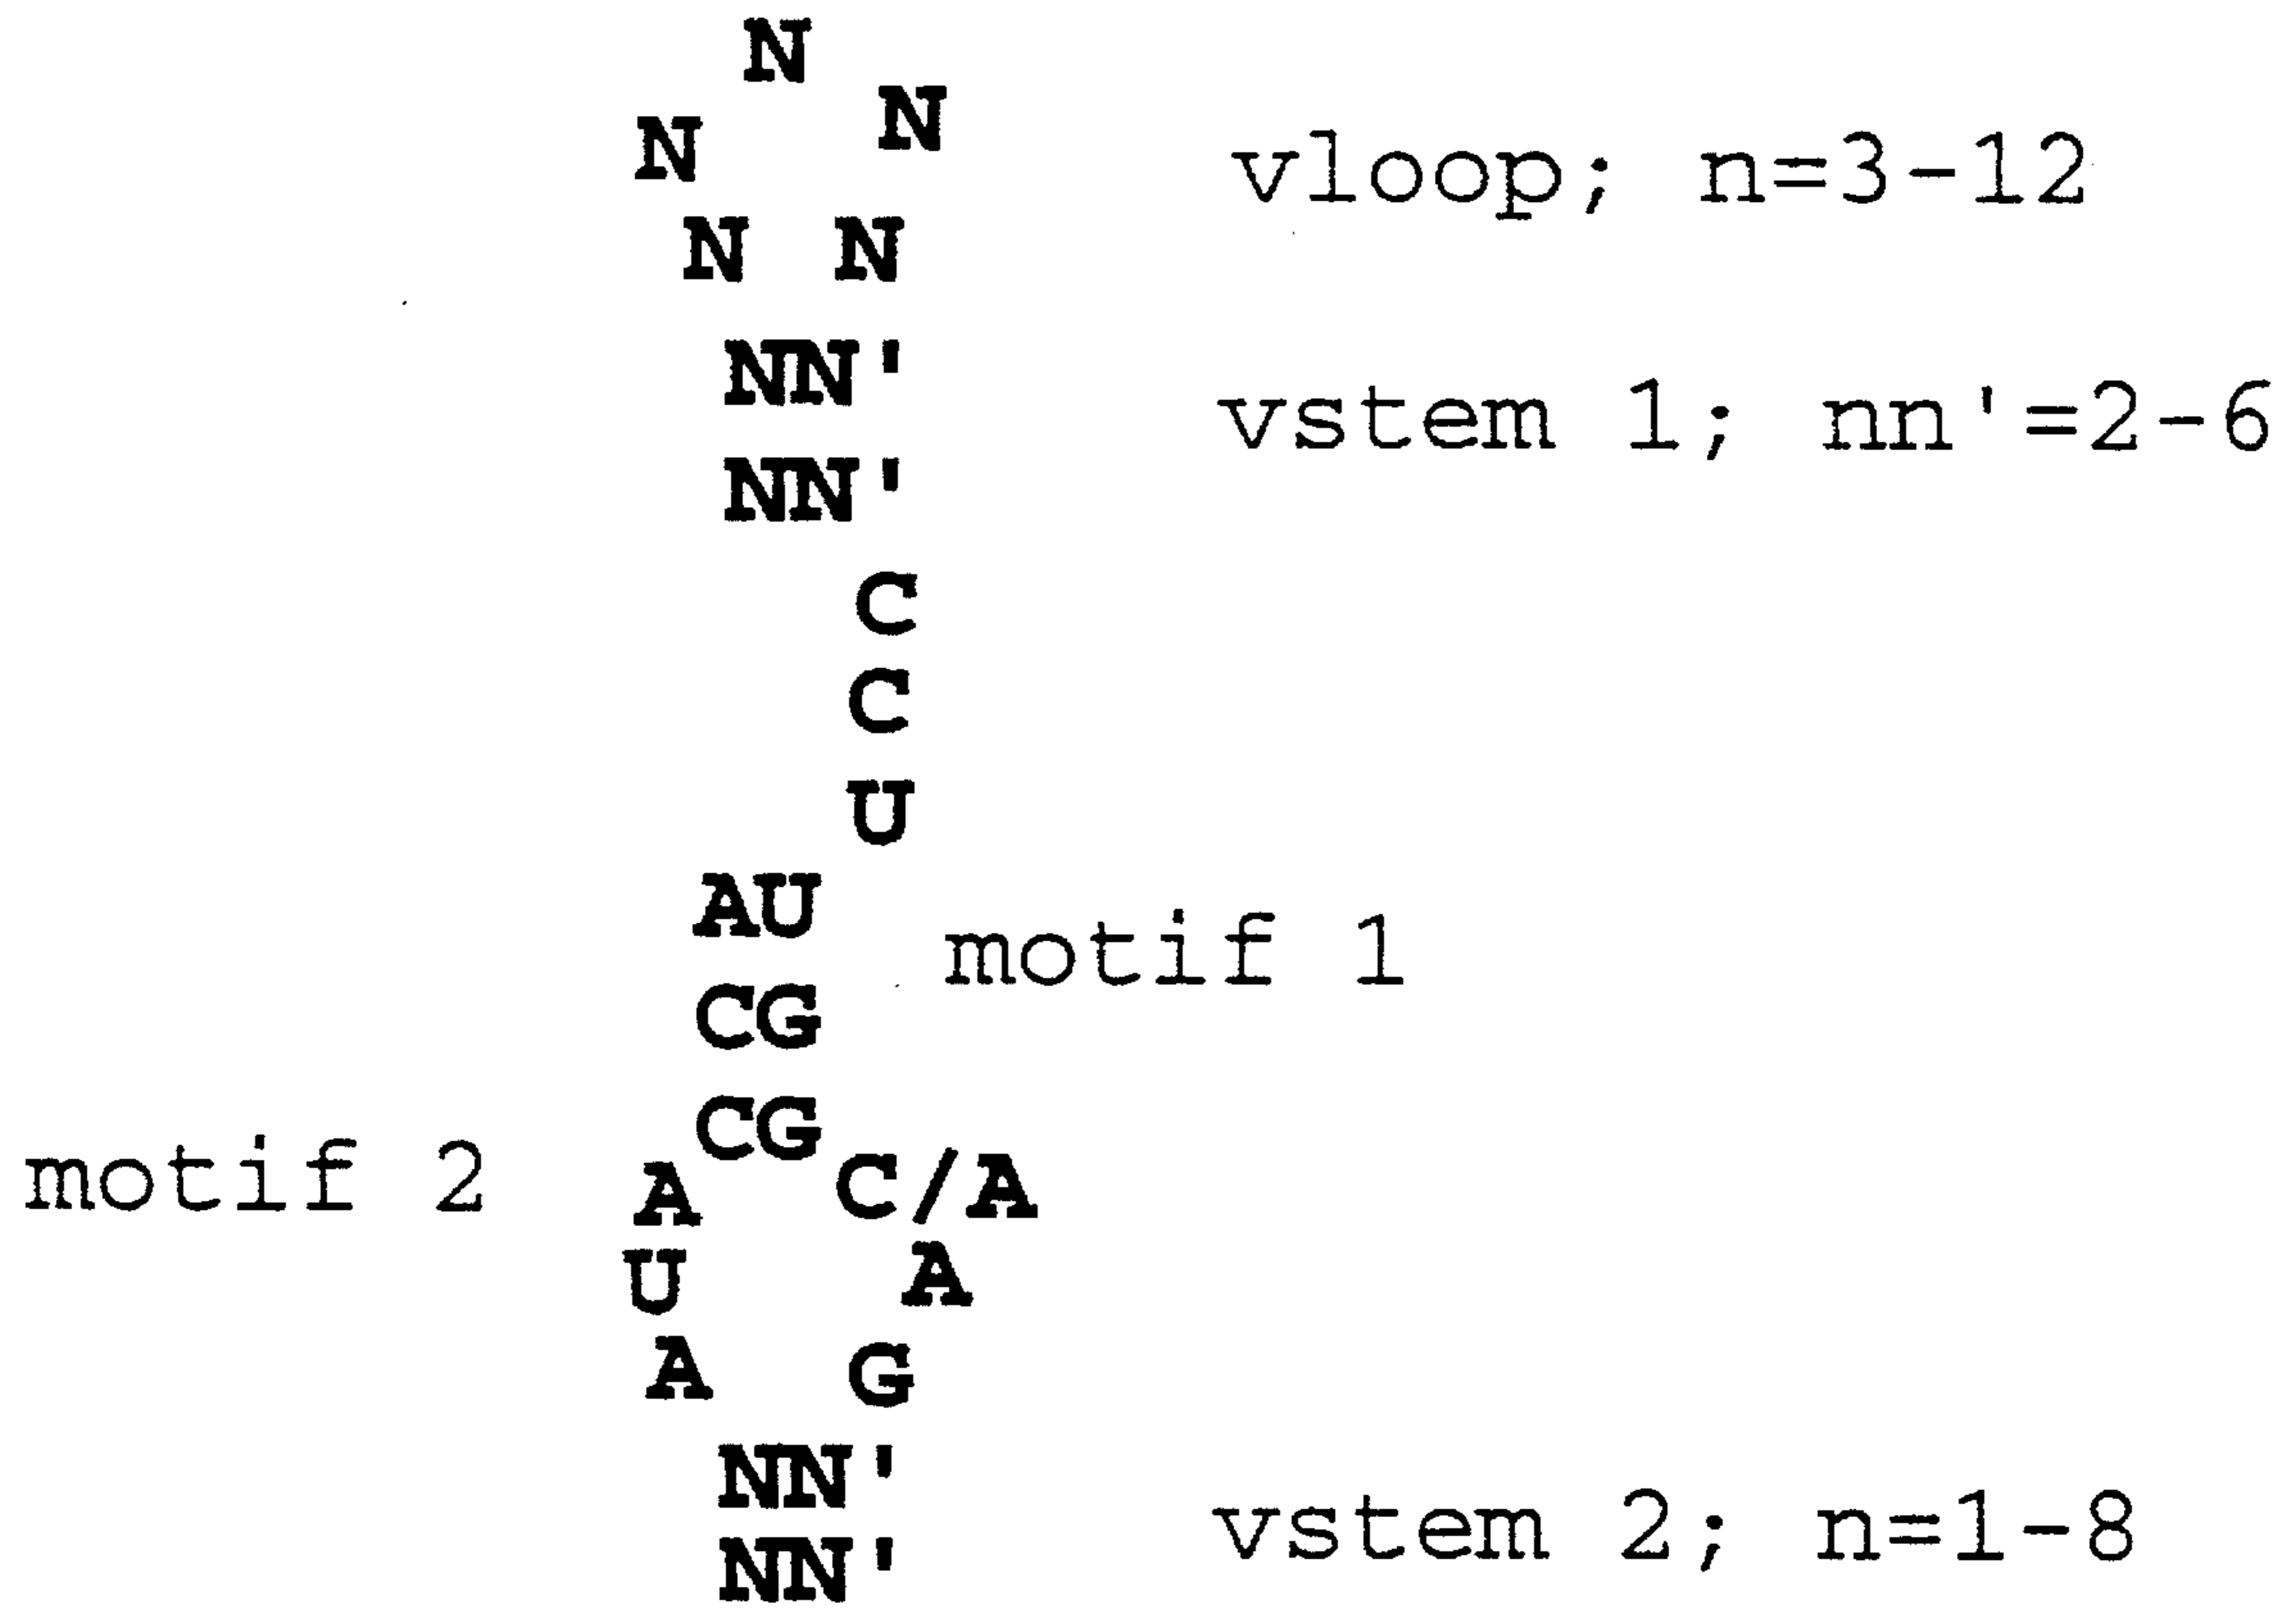 N
N
N
vloop; n=3-12
N N
NN'
vstem 1; nn'=2-6
NN'
C
C
U
AU
motif 1
CG
CG
motif 2
A
C/A
U
A
A
G
NN'
vstem 2; n=1-8
NN'